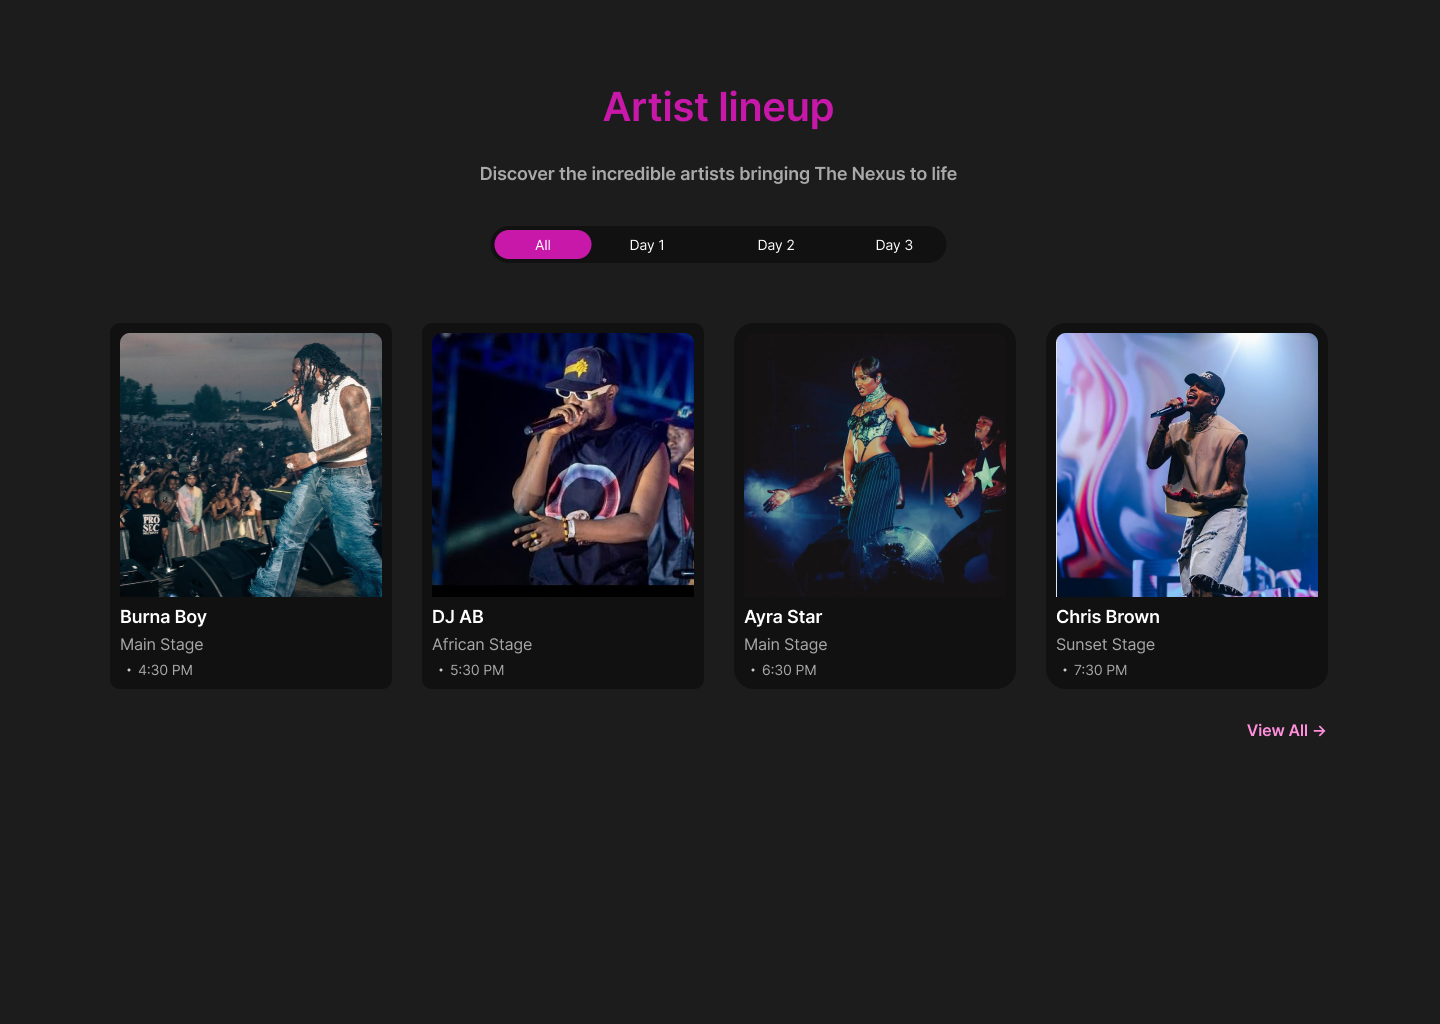 Artist lineup
Discover the incredible artists bringing The Nexus to life
All Day 1 Day 2 Day 3
PRO
SEC
Burna Boy
Main Stage
• 4:30 PM
DJ AB
African Stage
• 5:30 PM
Ayra Star
Main Stage
• 6:30 PM
Chris Brown
Sunset Stage
• 7:30 PM
View All →